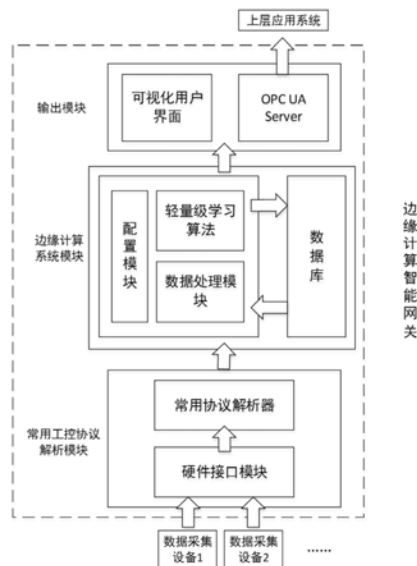 上层应用系统
输出模块
可视化用户
界面
OPC UA
Server
边缘计算
系统模块
配置模块
轻量级学习
算法
数据处理模
块
数据库
边缘计算智能网关
常用工控协议
解析模块
常用协议解析器
硬件接口模块
数据采集
设备1
数据采集
设备2
......